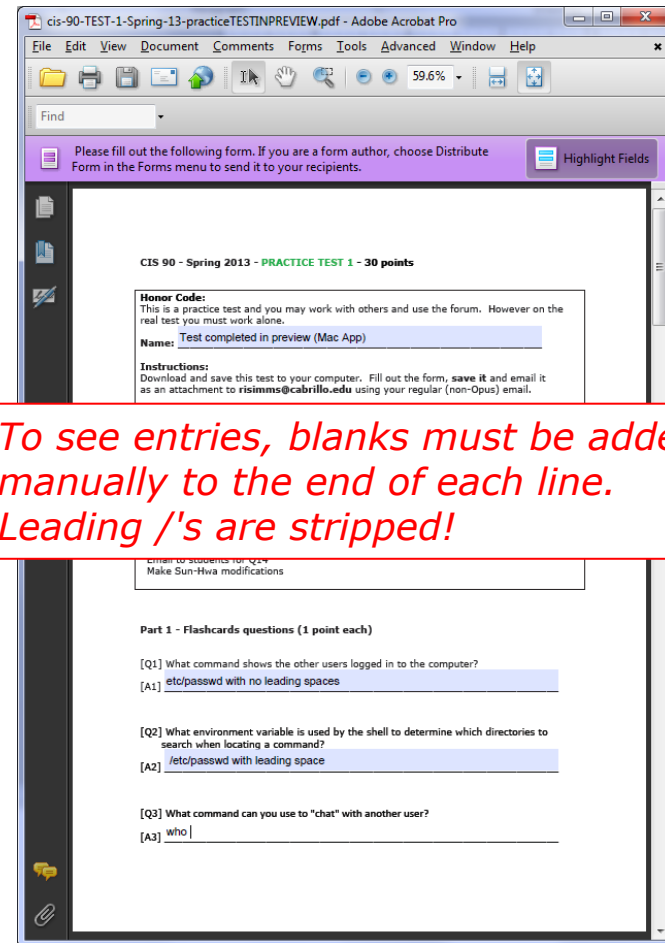 cis-90-TEST-1-Spring-13-practiceTESTINPREVIEW.pdf - Adobe Acrobat Pro
File Edit View Document Comments Forms Tools Advanced Window Help
59.6%
Find
Please fill out the following form. If you are a form author, choose Distribute
Form in the Forms menu to send it to your recipients.
Highlight Fields
CIS 90 - Spring 2013 - PRACTICE TEST 1 - 30 points
Honor Code:
This is a practice test and you may work with others and use the forum. However on the
real test you must work alone.
Name: Test completed in preview (Mac App)
Instructions:
Download and save this test to your computer. Fill out the form, save it and email it
as an attachment to risimms@cabrillo.edu using your regular (non-Opus) email.
To see entries, blanks must be adde
manually to the end of each line.
Leading /'s are stripped!
Email to students for Q14
Make Sun-Hwa modifications
Part 1 - Flashcards questions (1 point each)
[Q1] What command shows the other users logged in to the computer?
[A1] etc/passwd with no leading spaces
[Q2] What environment variable is used by the shell to determine which directories to
search when locating a command?
[A2] /etc/passwd with leading space
[Q3] What command can you use to "chat" with another user?
[A3] who